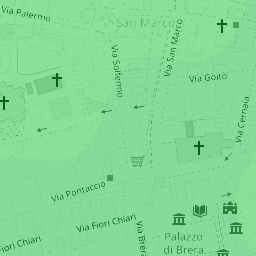 Via Palermo
San Marco
Via San Marco
Via Solferino
Via Goito
Via Cernaia
Via Pontaccio
Via Fiori Chiari
Via Brera
Palazzo
di Brera
Fiori Chiari